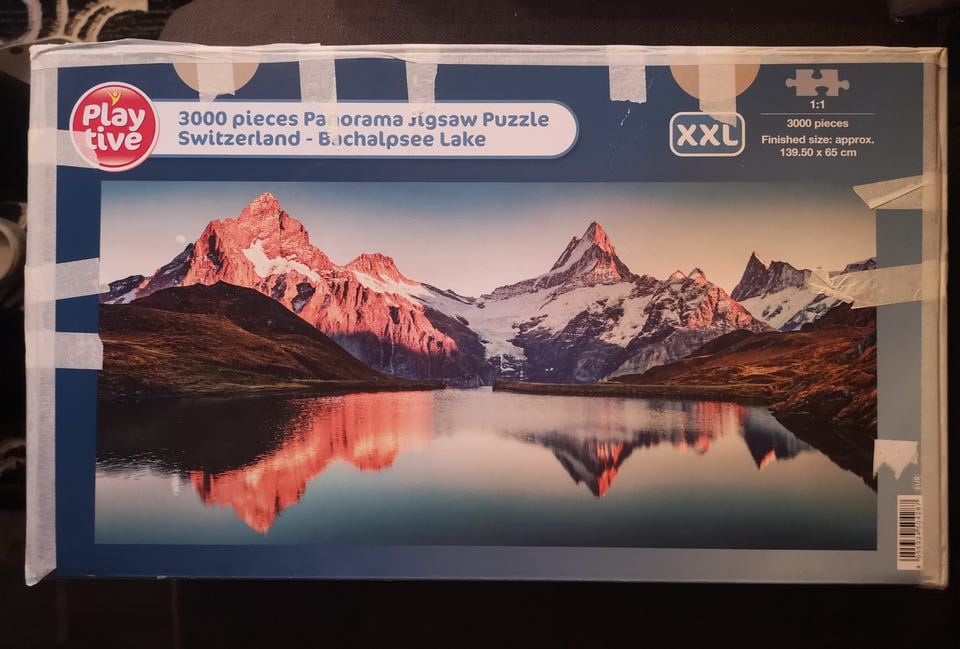 Play
tive
3000 pieces Panorama Jigsaw Puzzle
Switzerland - Bachalpsee Lake
XXL
1:1
3000 pieces
Finished size: approx.
139.50 x 65 cm
EUR